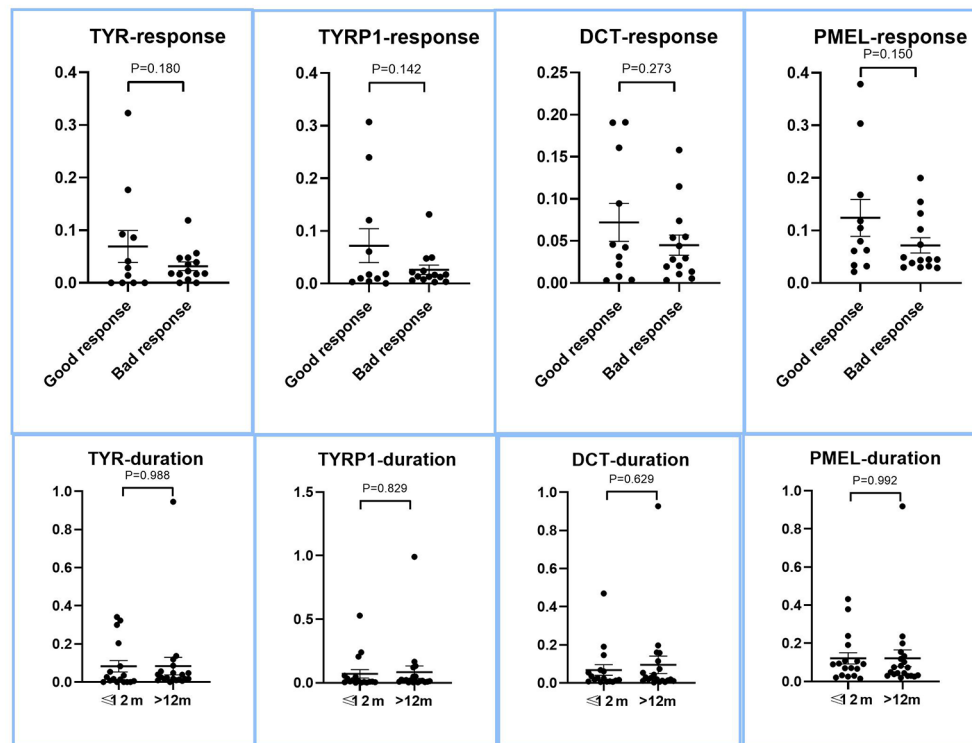 TYR-response
P=0.180
0.4
0.3
0.2
0.1
0.0
Good response
Bad response
TYRP1-response
P=0.142
0.4
0.3
0.2
0.1
0.0
Good response
Bad response
DCT-response
P=0.273
0.25
0.20
0.15
0.10
0.05
0.00
Good response
Bad response
PMEL-response
P=0.150
0.4
0.3
0.2
0.1
0.0
Good response
Bad response
TYR-duration
P=0.988
1.0
0.8
0.6
0.4
0.2
0.0
≤12m >12m
TYRP1-duration
P=0.829
1.5
1.0
0.5
0.0
≤12m >12m
DCT-duration
P=0.629
1.0
0.8
0.6
0.4
0.2
0.0
≤12m >12m
PMEL-duration
P=0.992
1.0
0.8
0.6
0.4
0.2
0.0
≤12m >12m